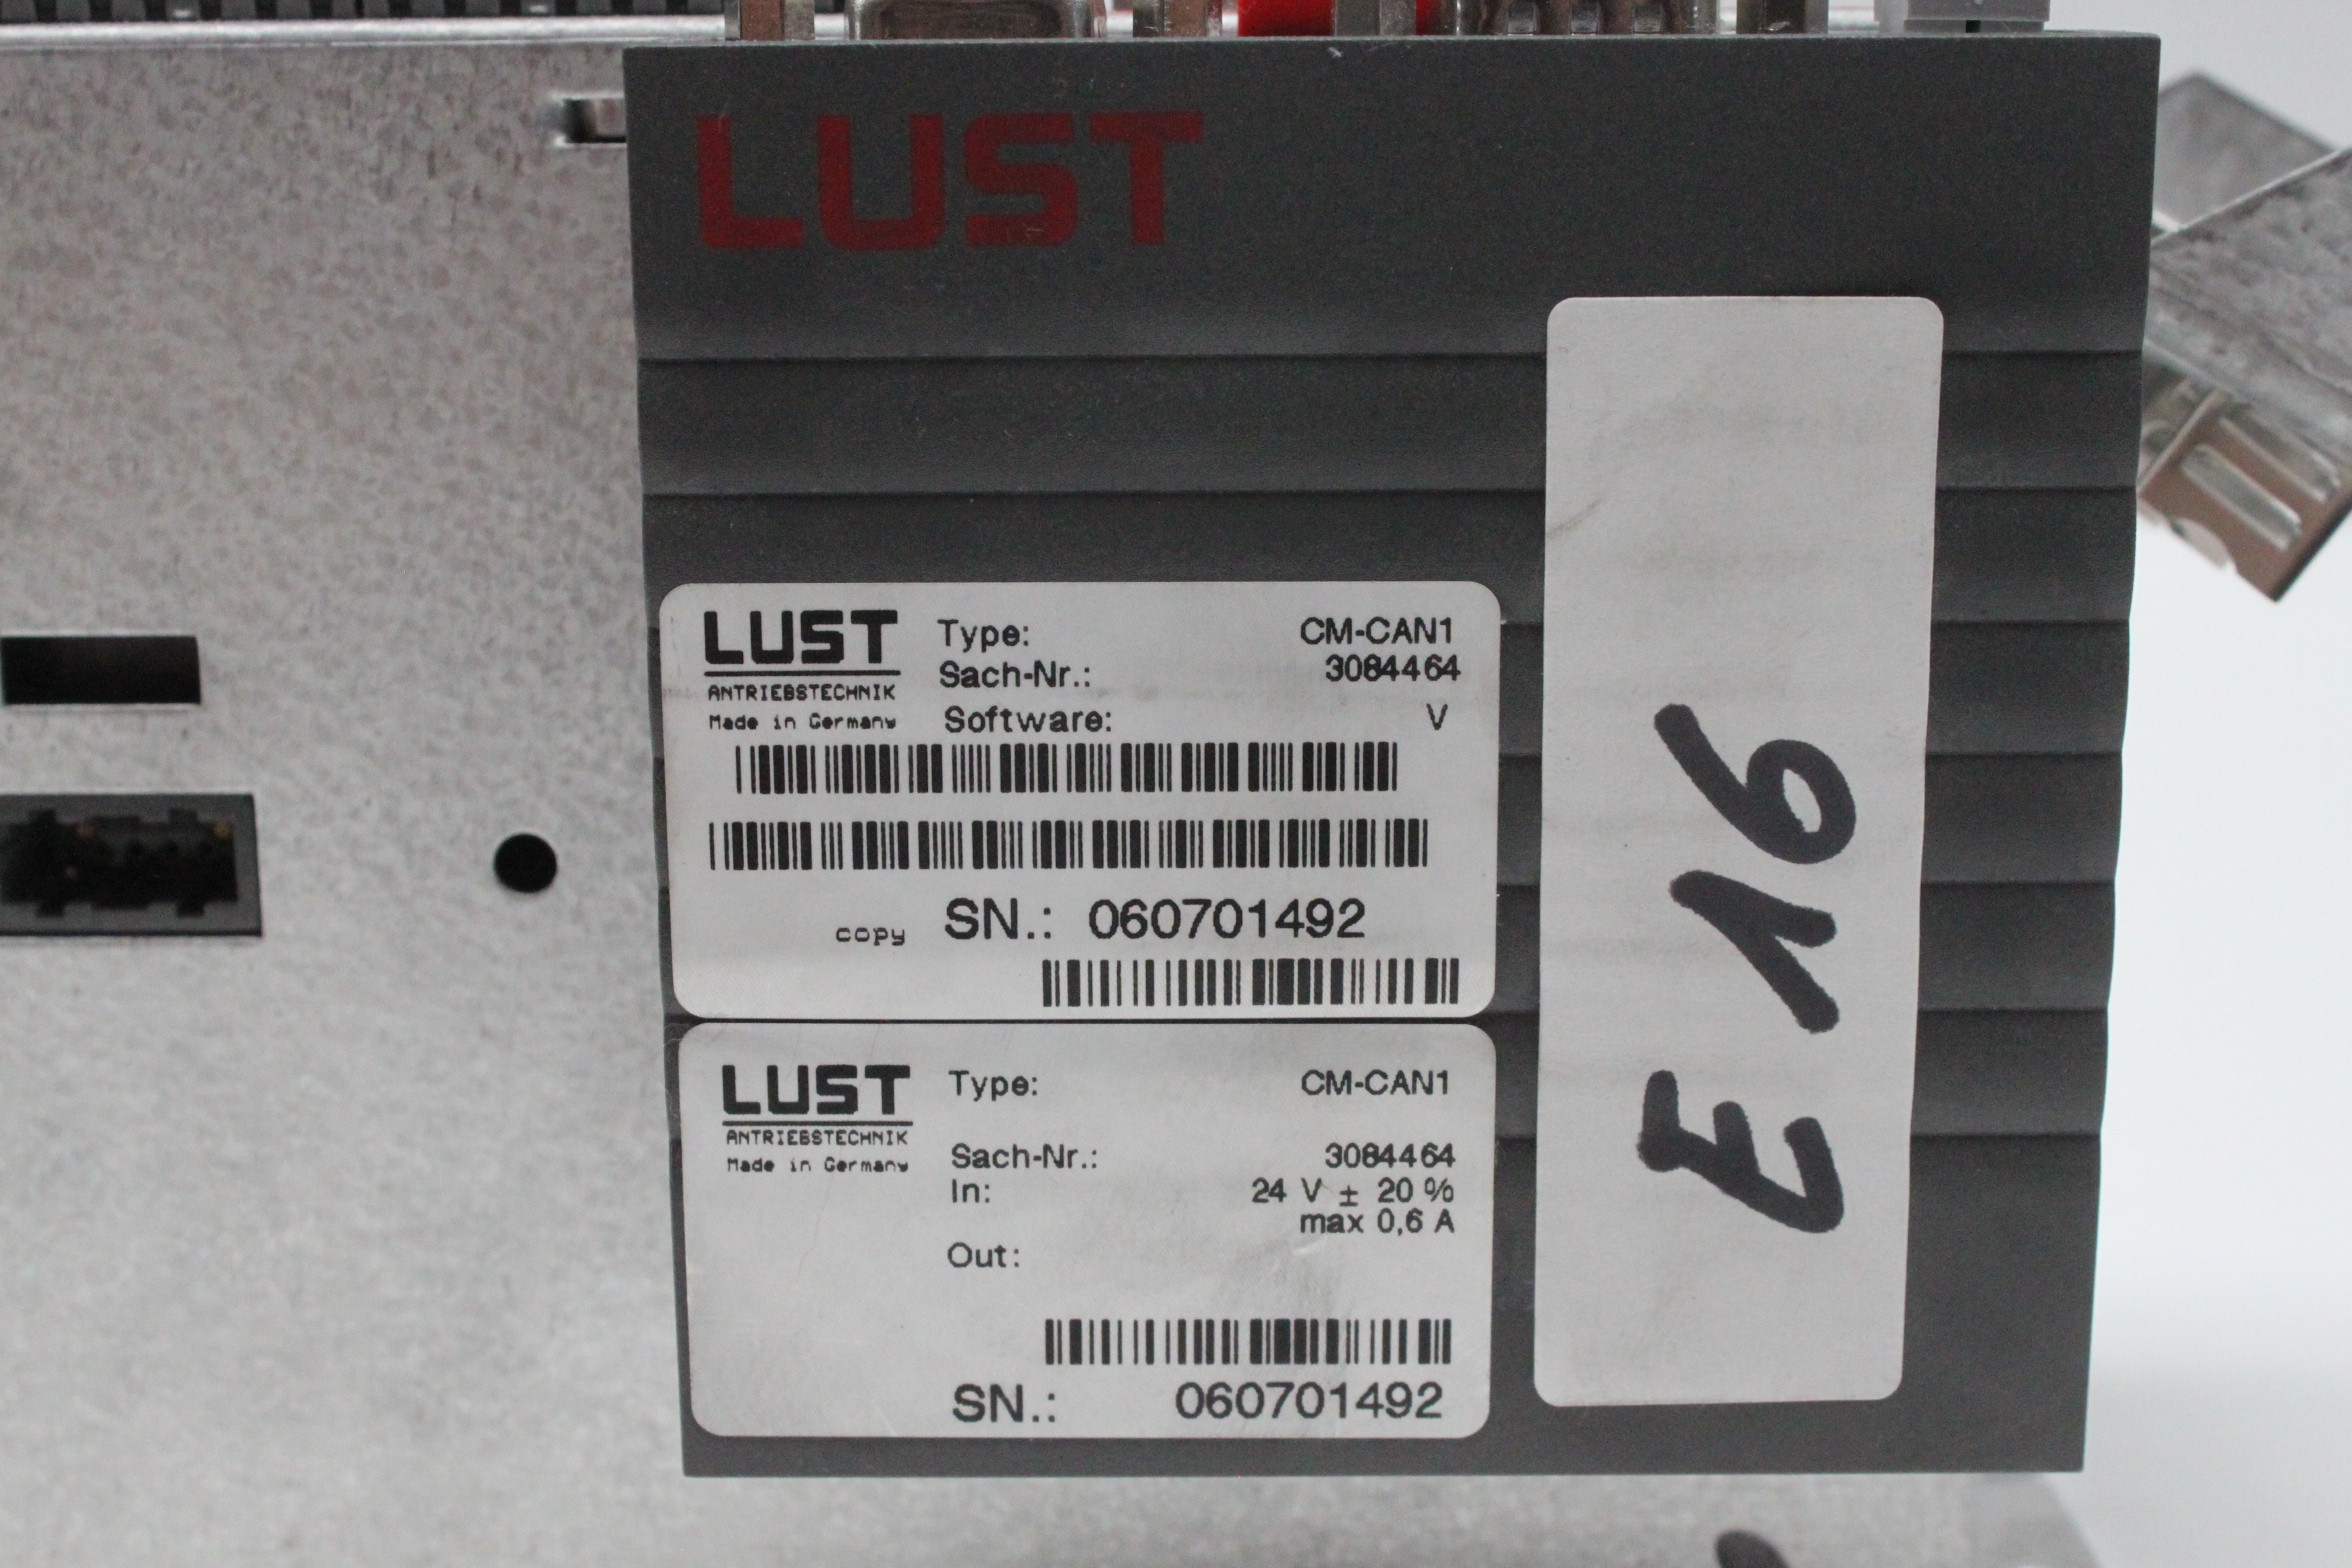 LUST
LUST
ANTRIEBSTECHNIK
Made in Germany
Type: CM-CAN1
Sach-Nr.: 3084464
Software: V
copy SN.: 060701492
LUST
ANTRIEBSTECHNIK
Made in Germany
Type: CM-CAN1
Sach-Nr.: 3084464
In: 24 V ± 20 %
max 0,6 A
Out:
SN.: 060701492
E 16